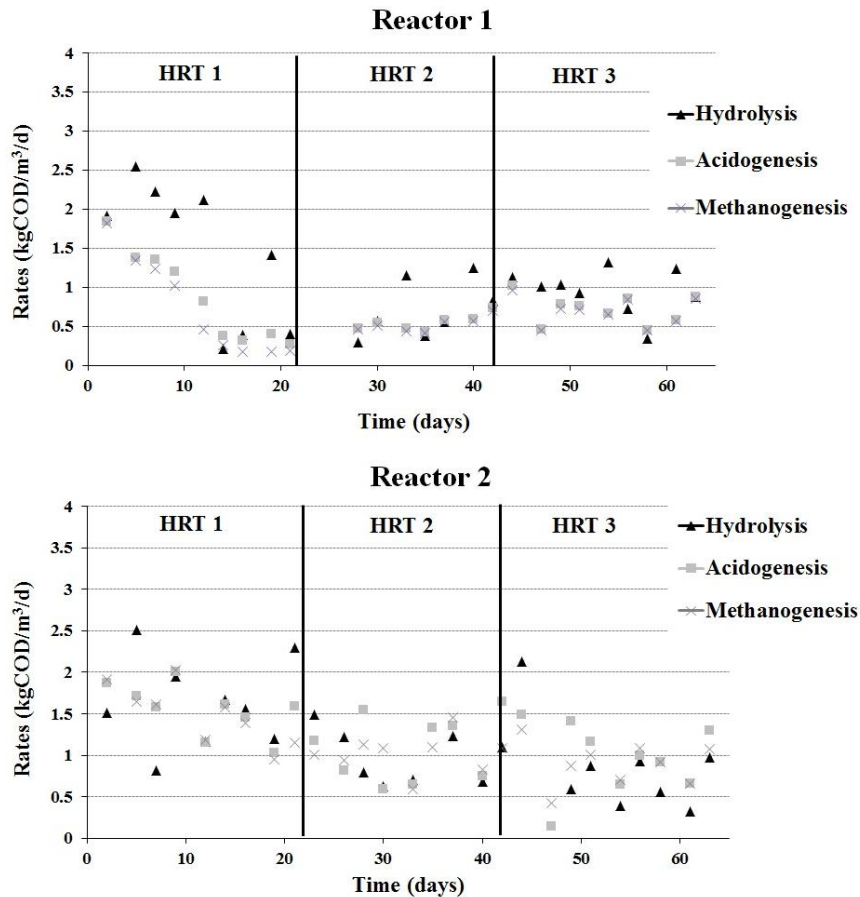 Reactor 1
HRT 1 HRT 2 HRT 3
4
3.5
3
2.5
2
1.5
1
0.5
0
Rates (kgCOD/m³/d)
Hydrolysis
Acidogenesis
Methanogenesis
0 10 20 30 40 50 60
Time (days)
Reactor 2
HRT 1 HRT 2 HRT 3
4
3.5
3
2.5
2
1.5
1
0.5
0
Rates (kgCOD/m³/d)
Hydrolysis
Acidogenesis
Methanogenesis
0 10 20 30 40 50 60
Time (days)